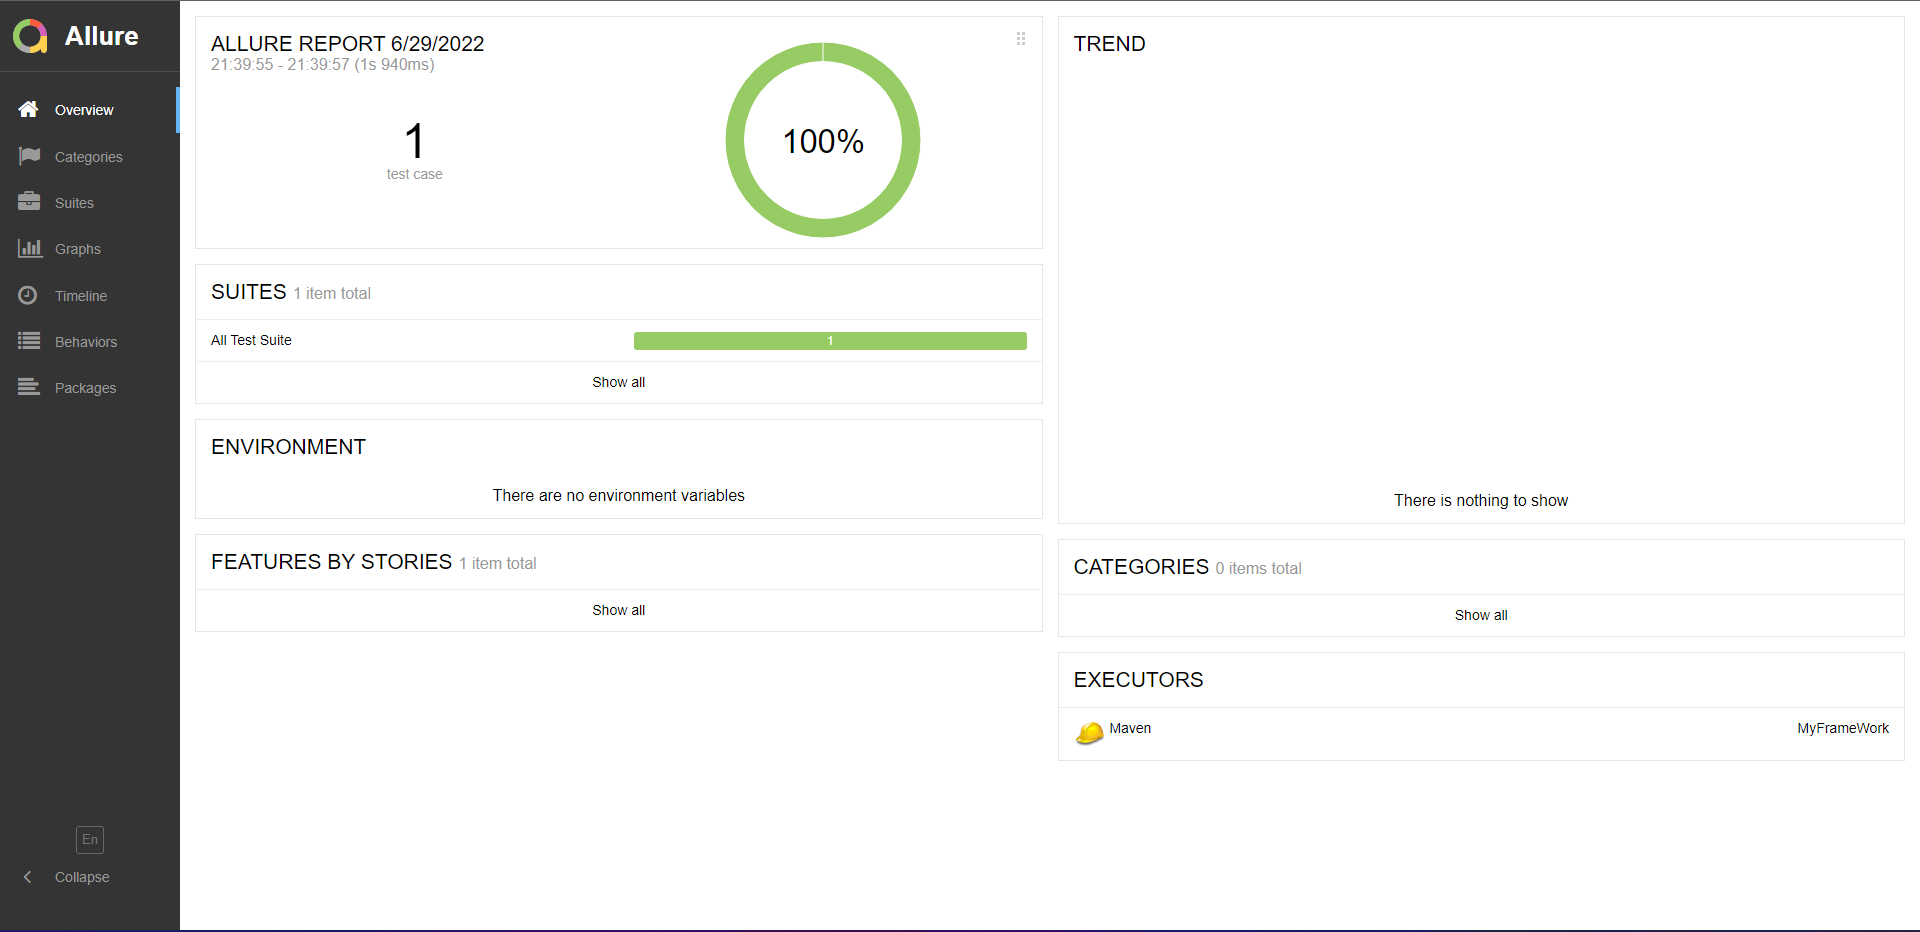 Allure
Overview
Categories
Suites
Graphs
Timeline
Behaviors
Packages
En
Collapse
ALLURE REPORT 6/29/2022
21:39:55 - 21:39:57 (1s 940ms)
1
test case
100%
SUITES 1 item total
All Test Suite 1
Show all
ENVIRONMENT
There are no environment variables
FEATURES BY STORIES 1 item total
Show all
TREND
There is nothing to show
CATEGORIES 0 items total
Show all
EXECUTORS
Maven MyFrameWork